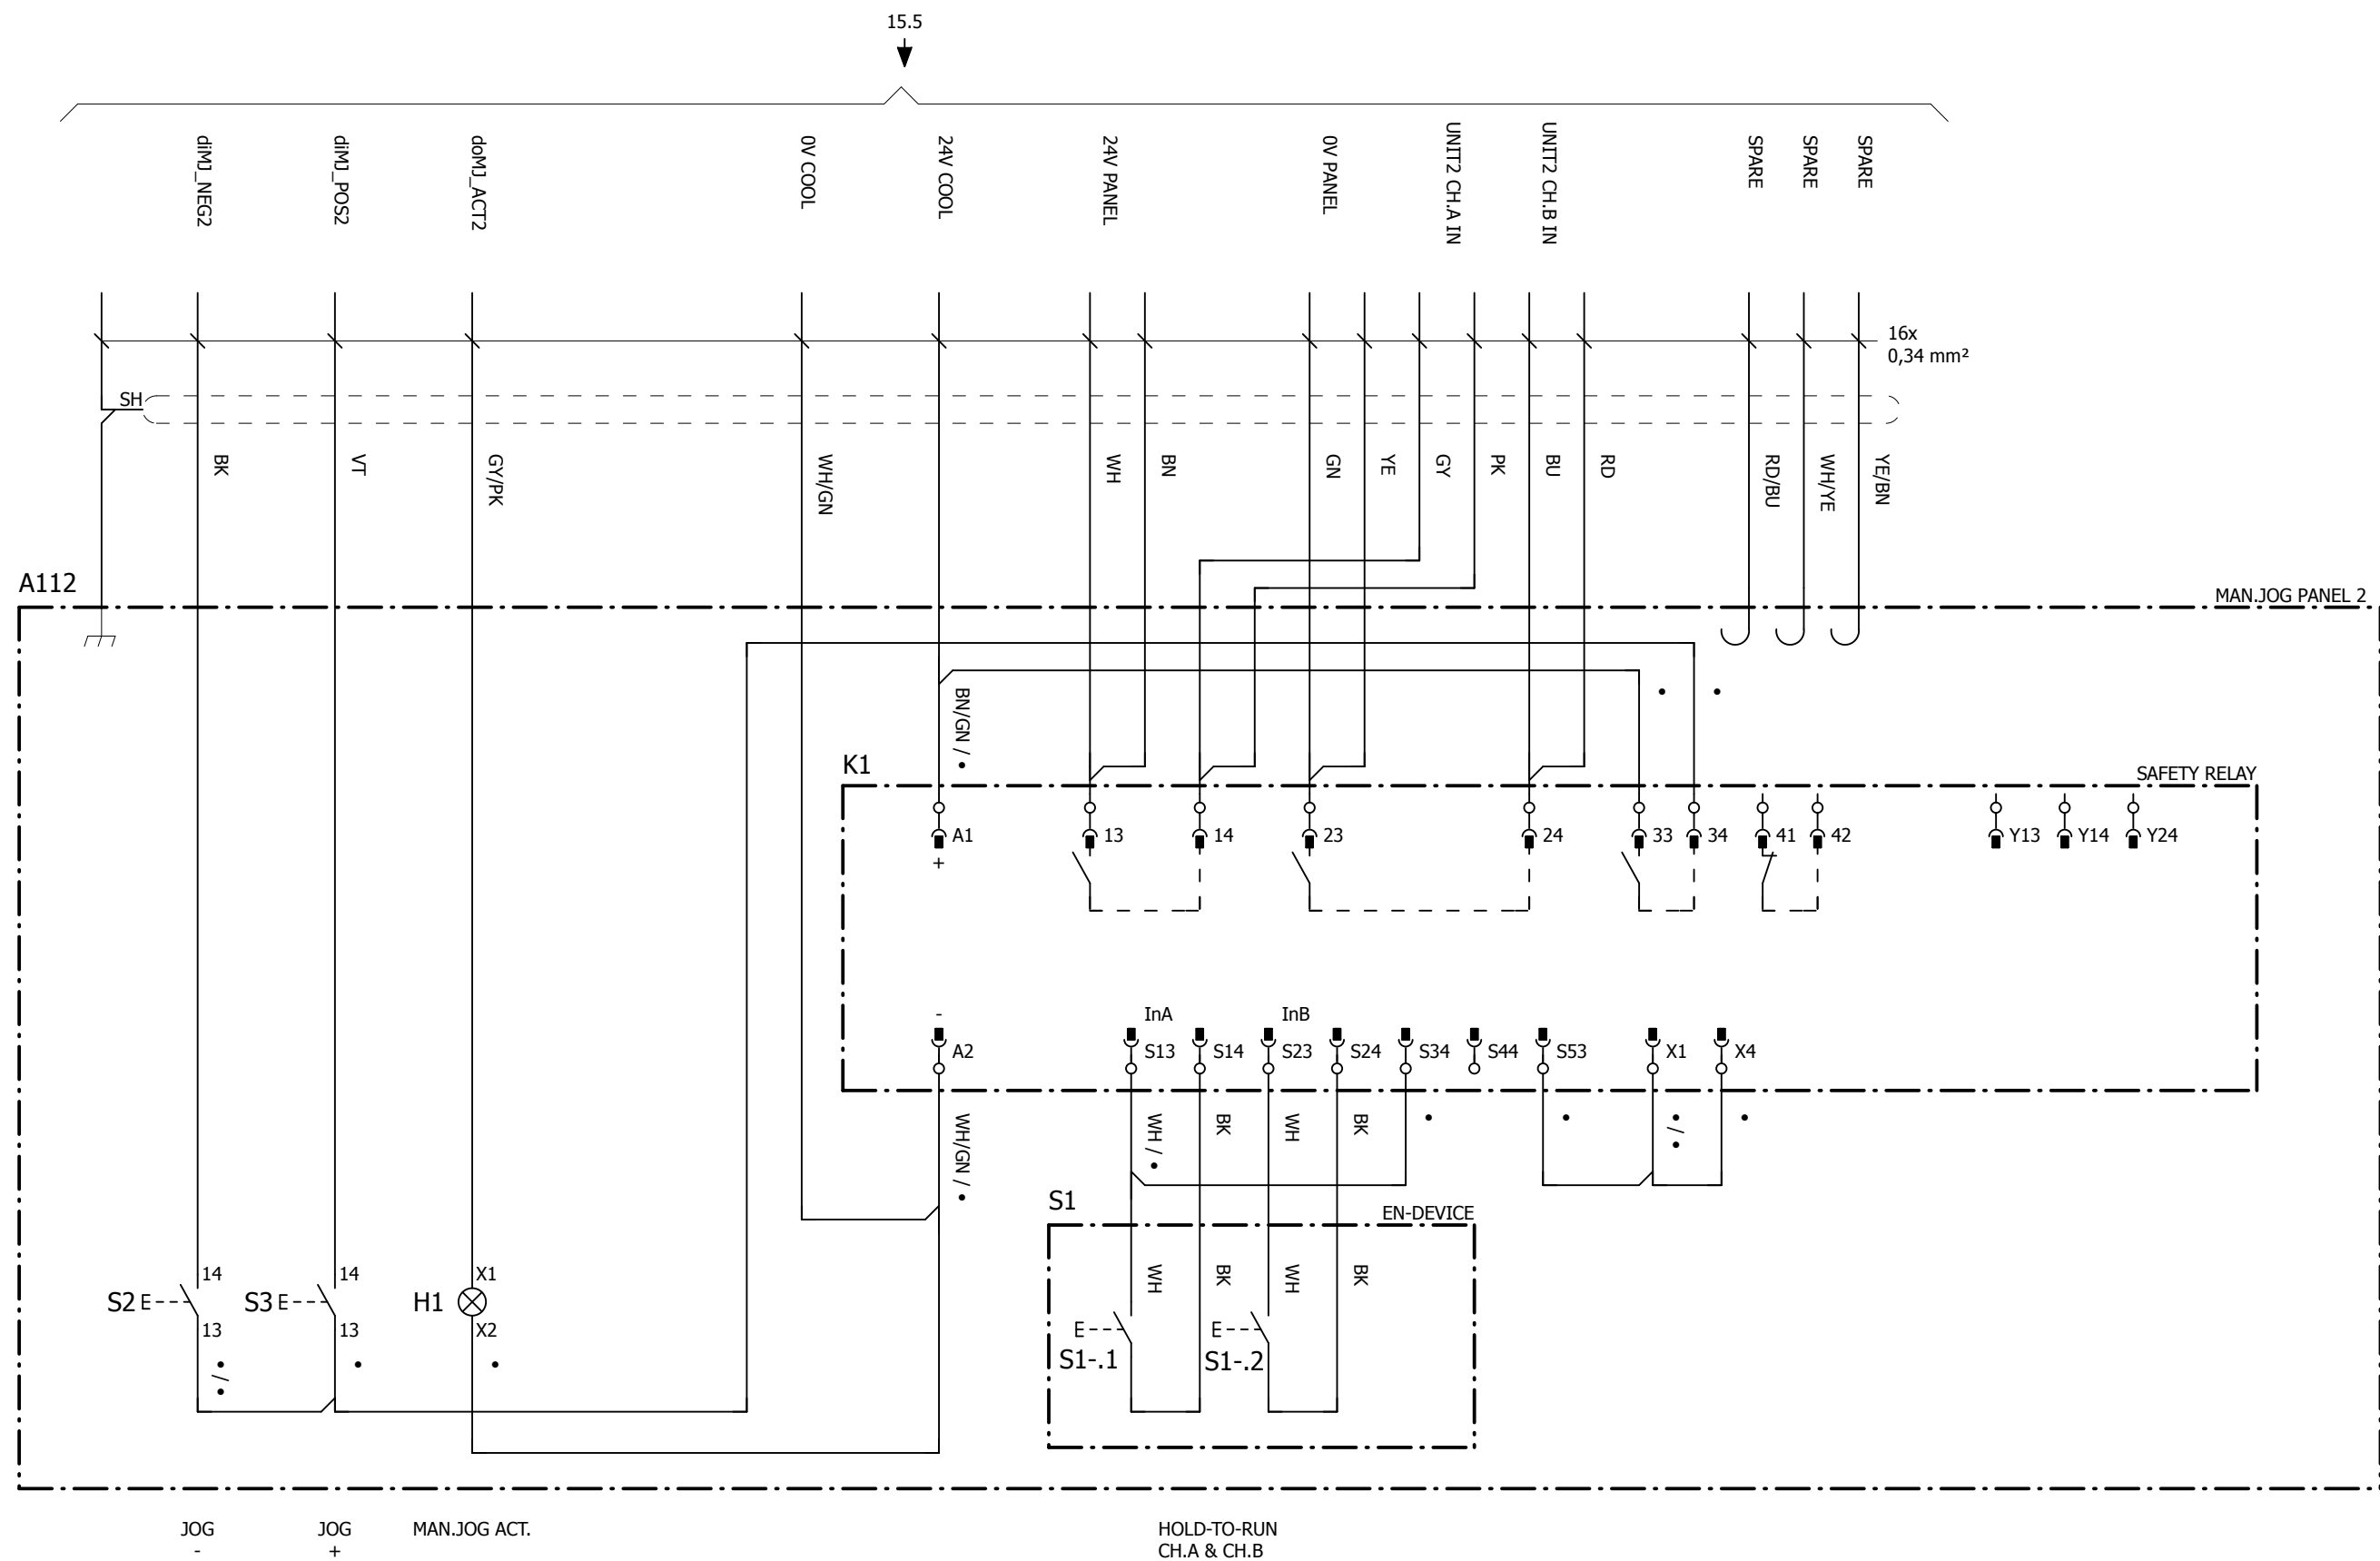 15.5
diMJ_NEG2
diMJ_POS2
doMJ_ACT2
0V COOL
24V COOL
24V PANEL
0V PANEL
UNIT2 CH.A IN
UNIT2 CH.B IN
SPARE
SPARE
SPARE
16x
0,34 mm²
SH
BK
VT
GY/PK
WH/GN
WH
BN
GN
YE
GY
PK
BU
RD
RD/BU
WH/YE
YE/BN
A112
MAN.JOG PANEL 2
BN/GN / •
•
•
K1
SAFETY RELAY
A1
13
14
23
24
33
34
41
42
Y13
Y14
Y24
+
-
InA
InB
A2
S13
S14
S23
S24
S34
S44
S53
X1
X4
WH/GN / •
WH / •
BK
WH
BK
•
•
• / •
•
S1
EN-DEVICE
WH
BK
WH
BK
14
14
X1
S2
S3
H1
13
13
X2
S1-.1
S1-.2
• / •
•
•
JOG
-
JOG
+
MAN.JOG ACT.
HOLD-TO-RUN
CH.A & CH.B